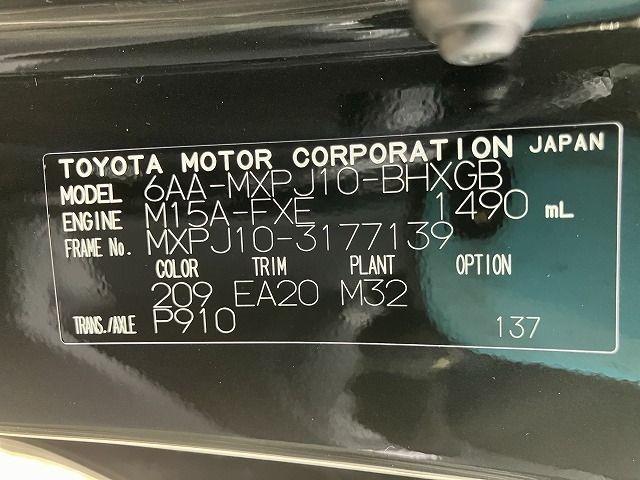 TOYOTA MOTOR CORPORATION JAPAN
MODEL 6AA-MXPJ10-BHXGB
ENGINE M15A-FXE 1490 mL
FRAME No. MXPJ10-3177139
COLOR TRIM PLANT OPTION
209 EA20 M32
TRANS./AXLE P910 137